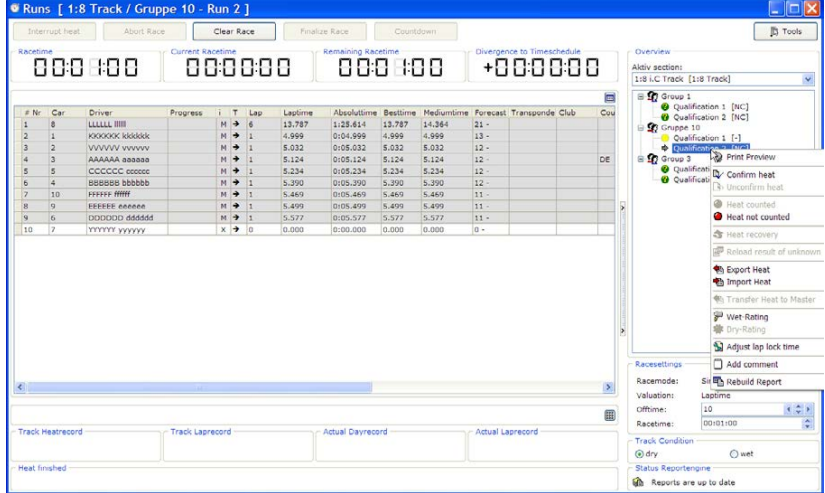 Runs [ 1:8 Track / Gruppe 10 - Run 2 ]
Interrupt heat Abort Race Clear Race Finalize Race Countdown Tools
Racetime Current Racetime Remaining Racetime Divergence to Timeschedule Overview
00:01:00 00:00:00 00:01:00 +00:00:00
Aktiv section:
1:8 I.C Track [1:8 Track]
# Nr Car Driver Progress i T Lap Laptime Absoluttime Besttime Mediumtime Forecast Transponde Club Cou
1 8 LLLLLL lllll M 6 13.787 1:25.614 13.787 14.364 21 -
2 1 KKKKKK kkkkkk M 1 4.999 0:04.999 4.999 4.999 13 -
3 2 VVVVVV vvvvvv M 1 5.032 0:05.032 5.032 5.032 12 -
4 3 AAAAAA aaaaaa M 1 5.124 0:05.124 5.124 5.124 12 - DE
5 5 CCCCCC cccccc M 1 5.234 0:05.234 5.234 5.234 12 -
6 4 BBBBBB bbbbbb M 1 5.390 0:05.390 5.390 5.390 12 -
7 10 FFFFFF ffffff M 1 5.469 0:05.469 5.469 5.469 11 -
8 9 EEEEEE eeeeee M 1 5.499 0:05.499 5.499 5.499 11 -
9 6 DDDDDD dddddd M 1 5.577 0:05.577 5.577 5.577 11 -
10 7 YYYYYY yyyyyy X 0 0.000 0:00.000 0.000 0.000 0 -
Group 1
Qualification 1 [NC]
Qualification 2 [NC]
Gruppe 10
Qualification 1 [-]
Qualification 2 [NC]
Group 3
Qualificati
Qualificati
Print Preview
Confirm heat
Unconfirm heat
Heat counted
Heat not counted
Heat recovery
Reload result of unknown
Export Heat
Import Heat
Transfer Heat to Master
Wet-Rating
Dry-Rating
Adjust lap lock time
Add comment
Rebuild Report
Racesettings
Racemode:
Valuation: Laptime
Offtime: 10
Racetime: 00:01:00
Track Heatrecord Track Laprecord Actual Dayrecord Actual Laprecord
Track Condition
dry wet
Heat finished
Status Reportengine
Reports are up to date